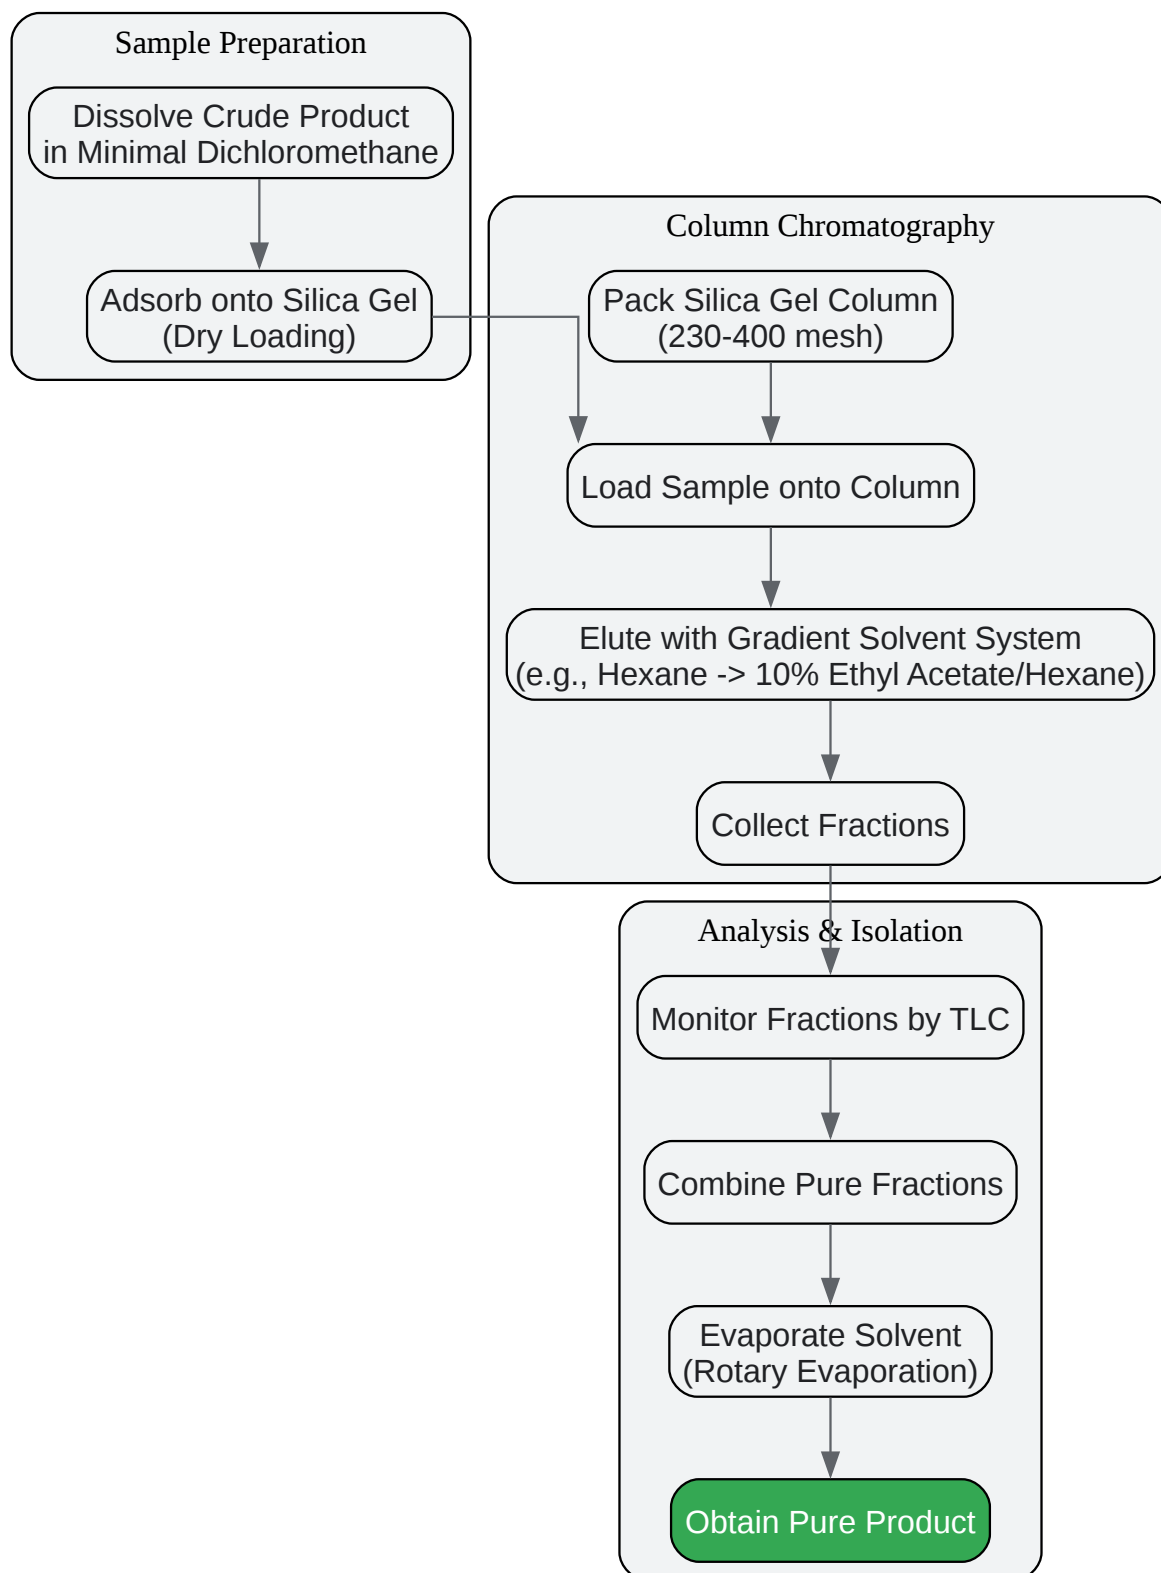 Sample Preparation
Dissolve Crude Product
in Minimal Dichloromethane
Adsorb onto Silica Gel
(Dry Loading)
Column Chromatography
Pack Silica Gel Column
(230-400 mesh)
Load Sample onto Column
Elute with Gradient Solvent System
(e.g., Hexane -> 10% Ethyl Acetate/Hexane)
Collect Fractions
Analysis & Isolation
Monitor Fractions by TLC
Combine Pure Fractions
Evaporate Solvent
(Rotary Evaporation)
Obtain Pure Product